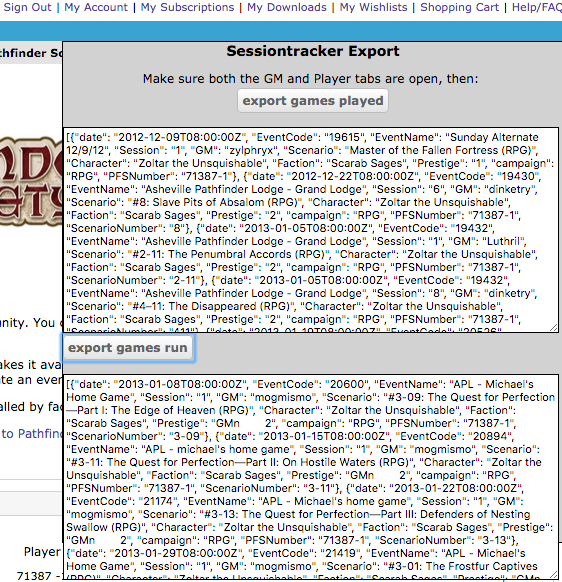 Sign Out | My Account | My Subscriptions | My Downloads | My Wishlists | Shopping Cart | Help/FAQ
thfinder So
Sessiontracker Export
Make sure both the GM and Player tabs are open, then:
export games played
[{"date": "2012-12-09T08:00:00Z", "EventCode": "19615", "EventName": "Sunday Alternate
12/9/12", "Session": "1", "GM": "zylphryx", "Scenario": "Master of the Fallen Fortress (RPG)",
"Character": "Zoltar the Unsquishable", "Faction": "Scarab Sages", "Prestige": "1", "campaign":
"RPG", "PFSNumber": "71387-1"}, {"date": "2012-12-22T08:00:00Z", "EventCode": "19430",
"EventName": "Asheville Pathfinder Lodge - Grand Lodge", "Session": "6", "GM": "dinketry",
"Scenario": "#8: Slave Pits of Absalom (RPG)", "Character": "Zoltar the Unsquishable",
"Faction": "Scarab Sages", "Prestige": "2", "campaign": "RPG", "PFSNumber": "71387-1",
"ScenarioNumber": "8"}, {"date": "2013-01-05T08:00:00Z", "EventCode": "19432",
"EventName": "Asheville Pathfinder Lodge - Grand Lodge", "Session": "1", "GM": "Luthril",
"Scenario": "#2-11: The Penumbral Accords (RPG)", "Character": "Zoltar the Unsquishable",
"Faction": "Scarab Sages", "Prestige": "2", "campaign": "RPG", "PFSNumber": "71387-1",
"ScenarioNumber": "2-11"}, {"date": "2013-01-05T08:00:00Z", "EventCode": "19432",
"EventName": "Asheville Pathfinder Lodge - Grand Lodge", "Session": "8", "GM": "dinketry",
"Scenario": "#4-11: The Disappeared (RPG)", "Character": "Zoltar the Unsquishable",
"Faction": "Scarab Sages", "Prestige": "2", "campaign": "RPG", "PFSNumber": "71387-1",
export games run
[{"date": "2013-01-08T08:00:00Z", "EventCode": "20600", "EventName": "APL - Michael's
Home Game", "Session": "1", "GM": "mogmismo", "Scenario": "#3-09: The Quest for Perfection
—Part I: The Edge of Heaven (RPG)", "Character": "Zoltar the Unsquishable", "Faction":
"Scarab Sages", "Prestige": "GMn 2", "campaign": "RPG", "PFSNumber": "71387-1",
"ScenarioNumber": "3-09"}, {"date": "2013-01-15T08:00:00Z", "EventCode": "20894",
"EventName": "APL - michael's home game", "Session": "1", "GM": "mogmismo", "Scenario":
"#3-11: The Quest for Perfection—Part II: On Hostile Waters (RPG)", "Character": "Zoltar the
Unsquishable", "Faction": "Scarab Sages", "Prestige": "GMn 2", "campaign": "RPG",
"PFSNumber": "71387-1", "ScenarioNumber": "3-11"}, {"date": "2013-01-22T08:00:00Z",
"EventCode": "21174", "EventName": "APL - Michael's home game", "Session": "1", "GM":
"mogmismo", "Scenario": "#3-13: The Quest for Perfection—Part III: Defenders of Nesting
Swallow (RPG)", "Character": "Zoltar the Unsquishable", "Faction": "Scarab Sages", "Prestige":
"GMn 2", "campaign": "RPG", "PFSNumber": "71387-1", "ScenarioNumber": "3-13"},
{"date": "2013-01-29T08:00:00Z", "EventCode": "21419", "EventName": "APL - Michael's
Home Game", "Session": "1", "GM": "mogmismo", "Scenario": "#3-01: The Frostfur Captives
(RPG)", "Character": "Zoltar the Unsquishable", "Faction": "Scarab Sages", "Prestige": "GMn
unity. You
akes it ava
ate an even
alled by fac
to Pathfin
Player
71387 -1